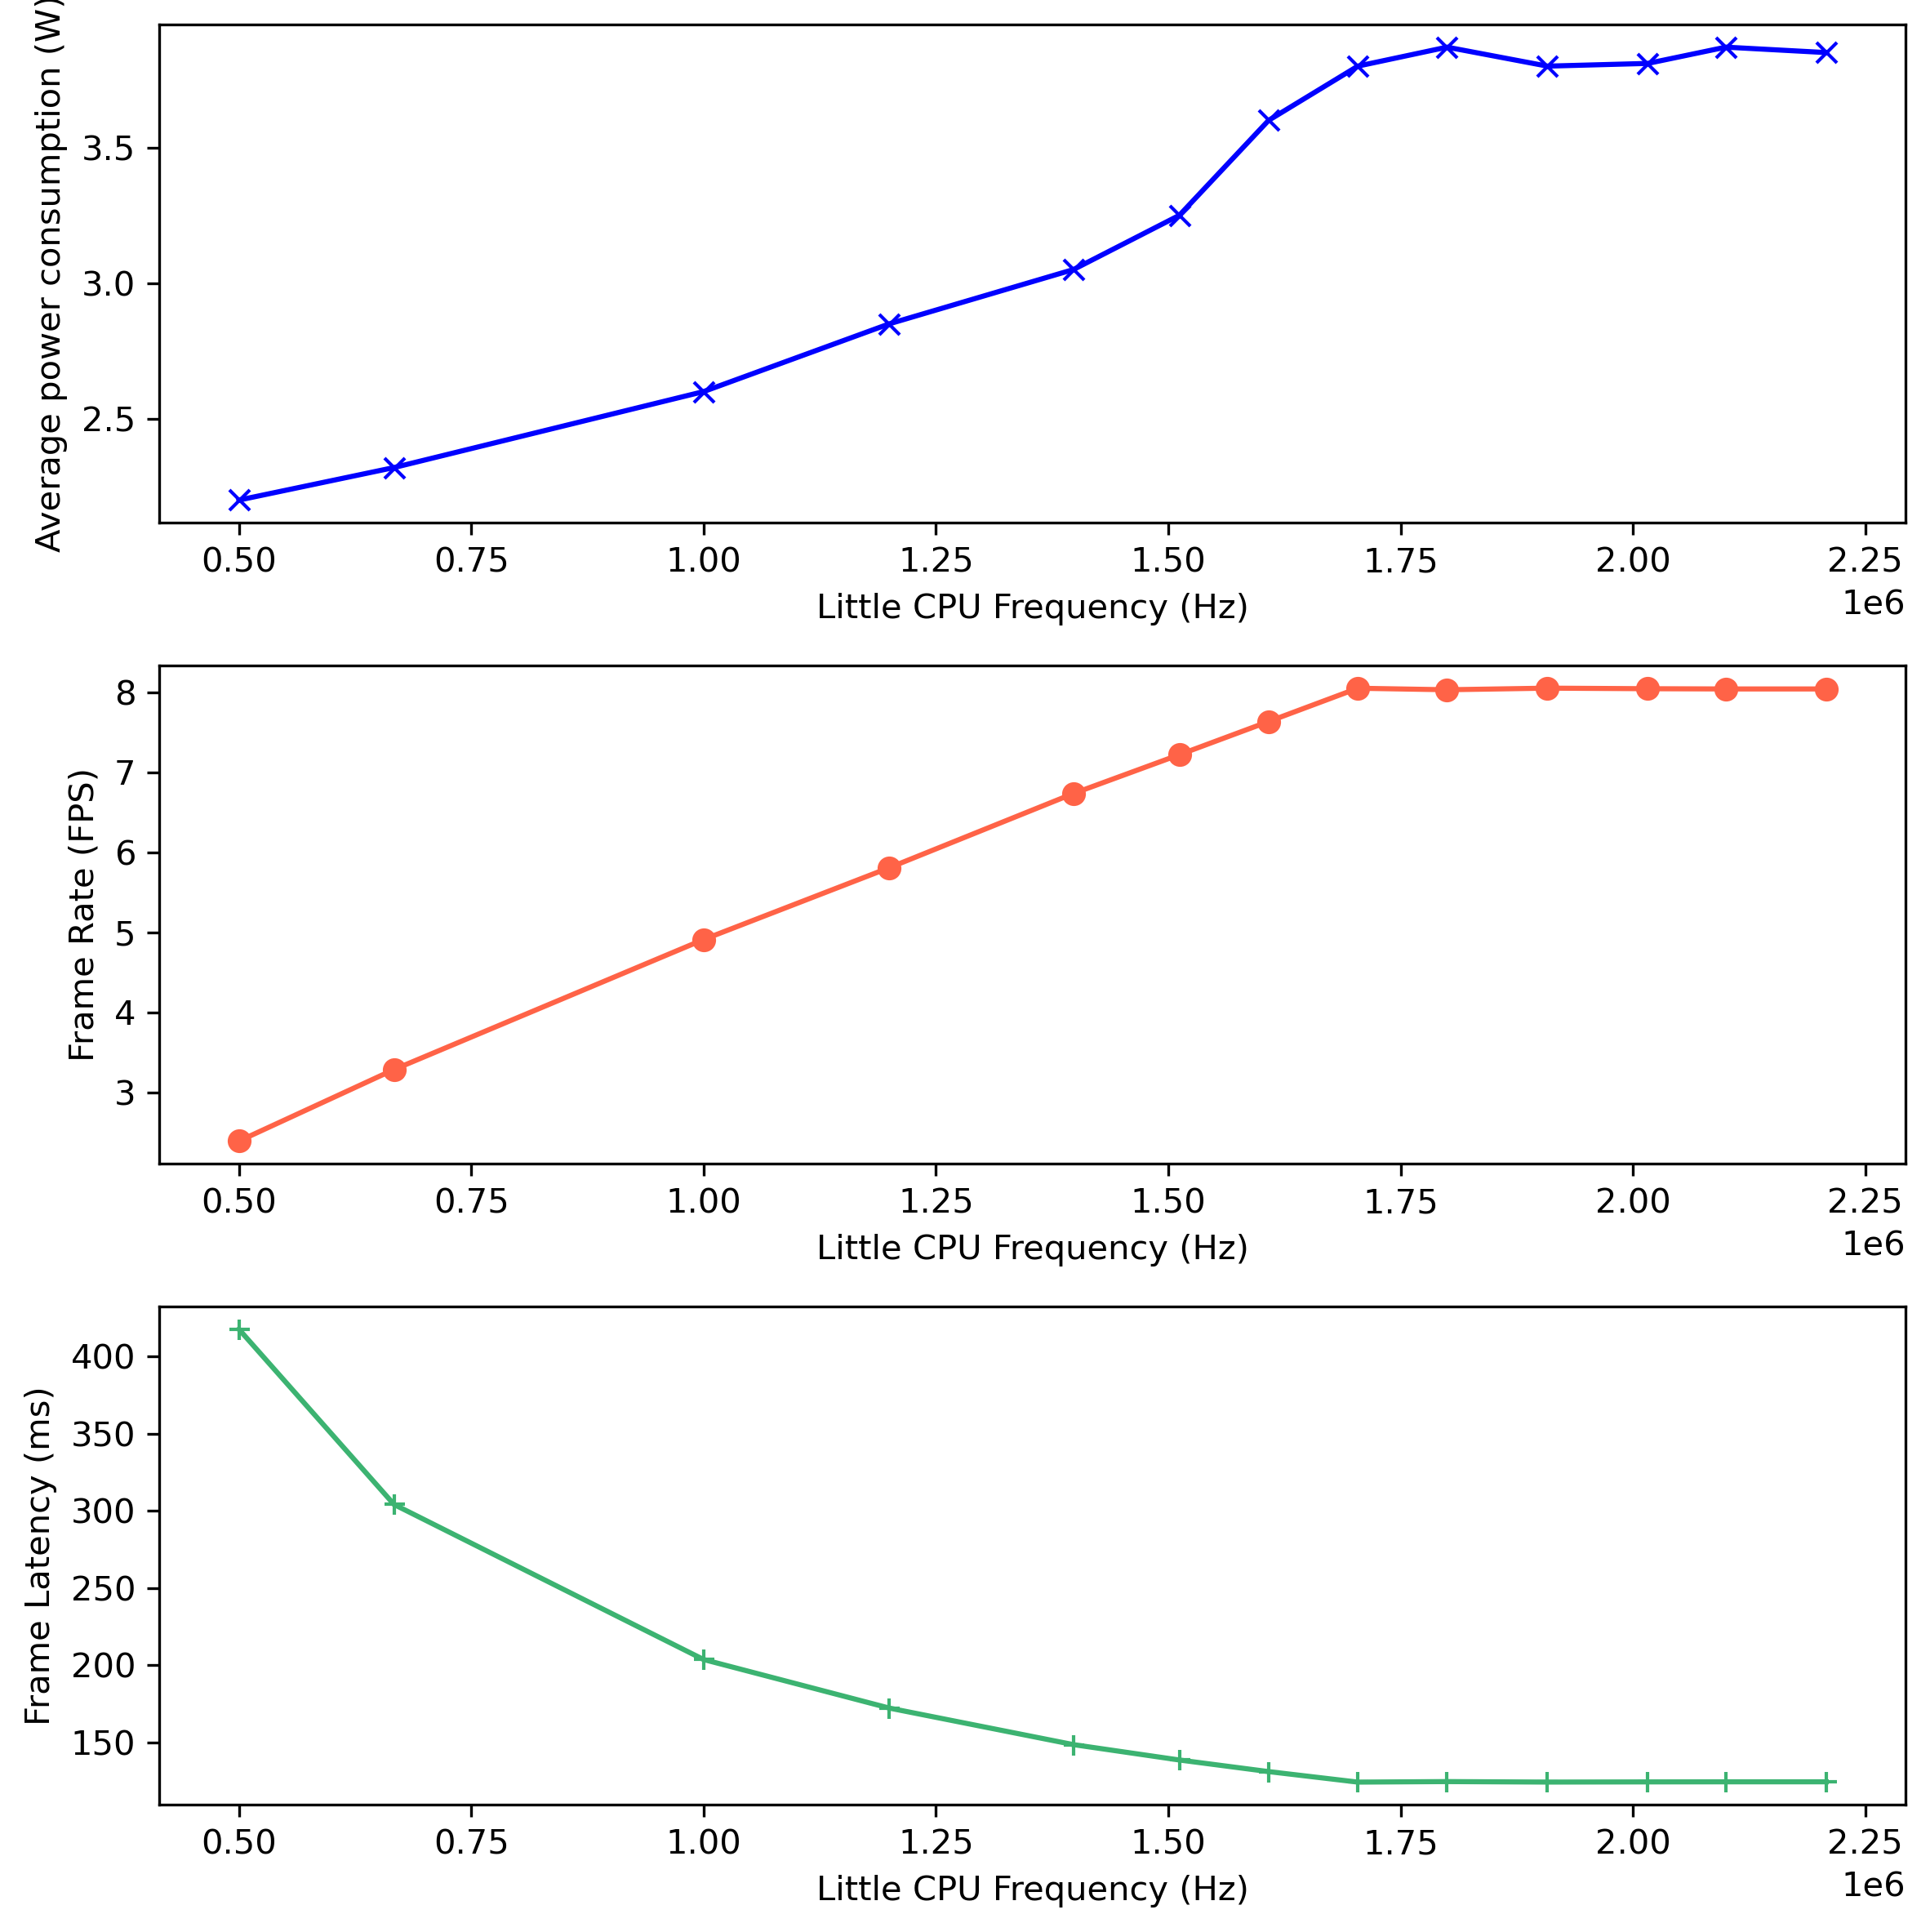 Average power consumption (W)
3.5
3.0
2.5
0.50 0.75 1.00 1.25 1.50 1.75 2.00 2.25
1e6
Little CPU Frequency (Hz)
Frame Rate (FPS)
8
7
6
5
4
3
0.50 0.75 1.00 1.25 1.50 1.75 2.00 2.25
1e6
Little CPU Frequency (Hz)
Frame Latency (ms)
400
350
300
250
200
150
0.50 0.75 1.00 1.25 1.50 1.75 2.00 2.25
1e6
Little CPU Frequency (Hz)